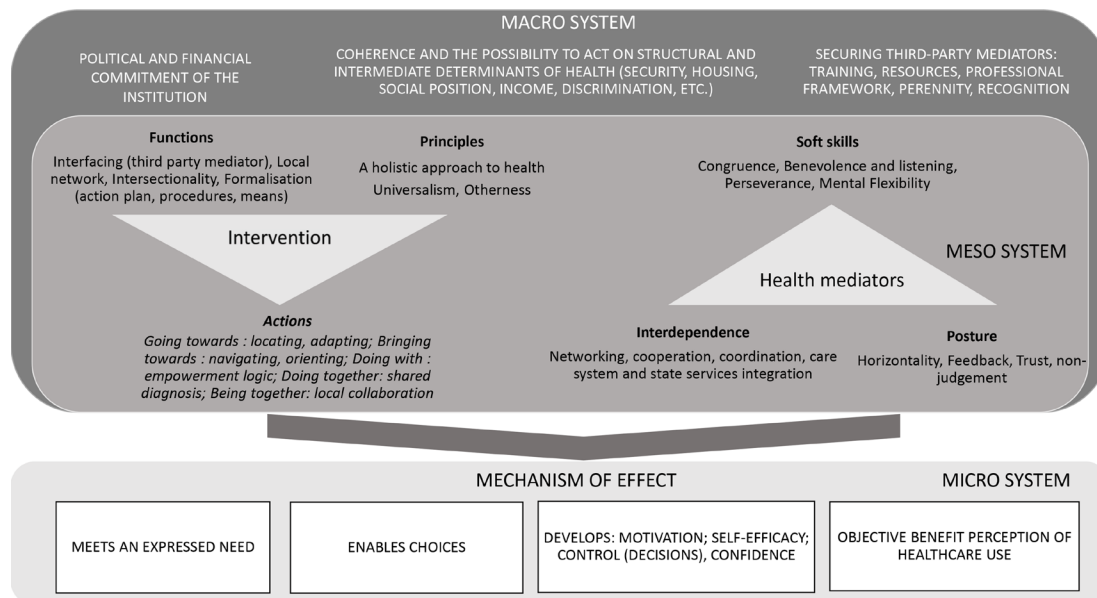 MACRO SYSTEM
POLITICAL AND FINANCIAL
COMMITMENT OF THE
INSTITUTION
COHERENCE AND THE POSSIBILITY TO ACT ON STRUCTURAL AND
INTERMEDIATE DETERMINANTS OF HEALTH (SECURITY, HOUSING,
SOCIAL POSITION, INCOME, DISCRIMINATION, ETC.)
SECURING THIRD-PARTY MEDIATORS:
TRAINING, RESOURCES, PROFESSIONAL
FRAMEWORK, PERENNITY, RECOGNITION
Functions
Interfacing (third party mediator), Local
network, Intersectionality, Formalisation
(action plan, procedures, means)
Principles
A holistic approach to health
Universalism, Otherness
Soft skills
Congruence, Benevolence and listening,
Perseverance, Mental Flexibility
Intervention
MESO SYSTEM
Health mediators
Actions
Going towards : locating, adapting; Bringing
towards : navigating, orienting; Doing with :
empowerment logic; Doing together: shared
diagnosis; Being together: local collaboration
Interdependence
Networking, cooperation, coordination, care
system and state services integration
Posture
Horizontality, Feedback, Trust, non-
judgement
MECHANISM OF EFFECT
MICRO SYSTEM
MEETS AN EXPRESSED NEED
ENABLES CHOICES
DEVELOPS: MOTIVATION; SELF-EFFICACY;
CONTROL (DECISIONS), CONFIDENCE
OBJECTIVE BENEFIT PERCEPTION OF
HEALTHCARE USE